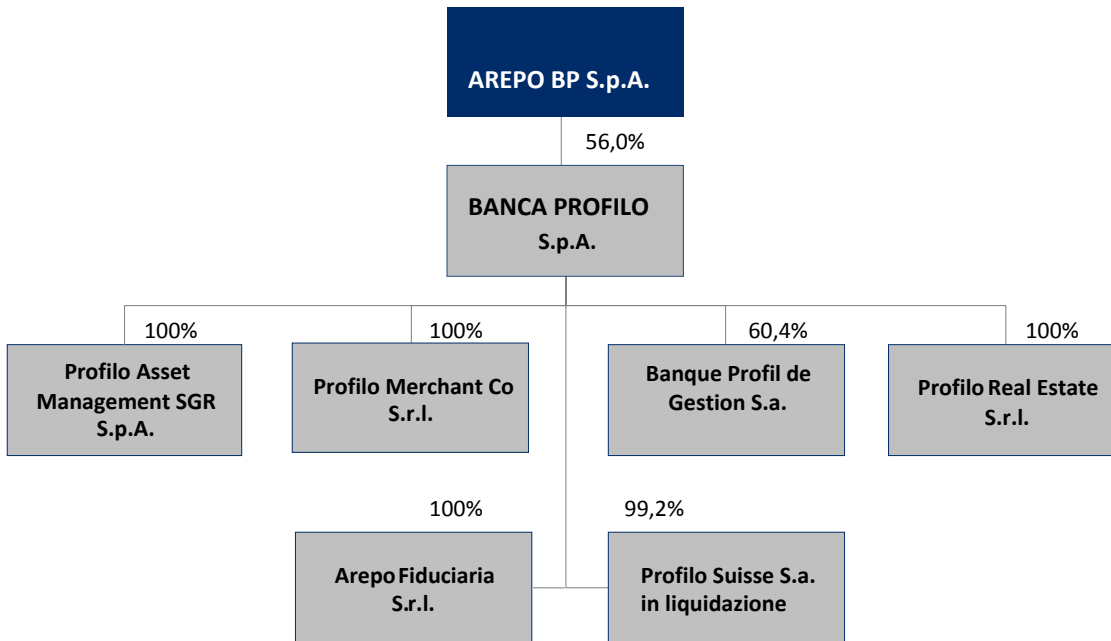 AREPO BP S.p.A.
56,0%
BANCA PROFILO
S.p.A.
100%
100%
60,4%
100%
Profilo Asset
Management SGR
S.p.A.
Profilo Merchant Co
S.r.l.
Banque Profil de
Gestion S.a.
Profilo Real Estate
S.r.l.
100%
99,2%
Arepo Fiduciaria
S.r.l.
Profilo Suisse S.a.
in liquidazione